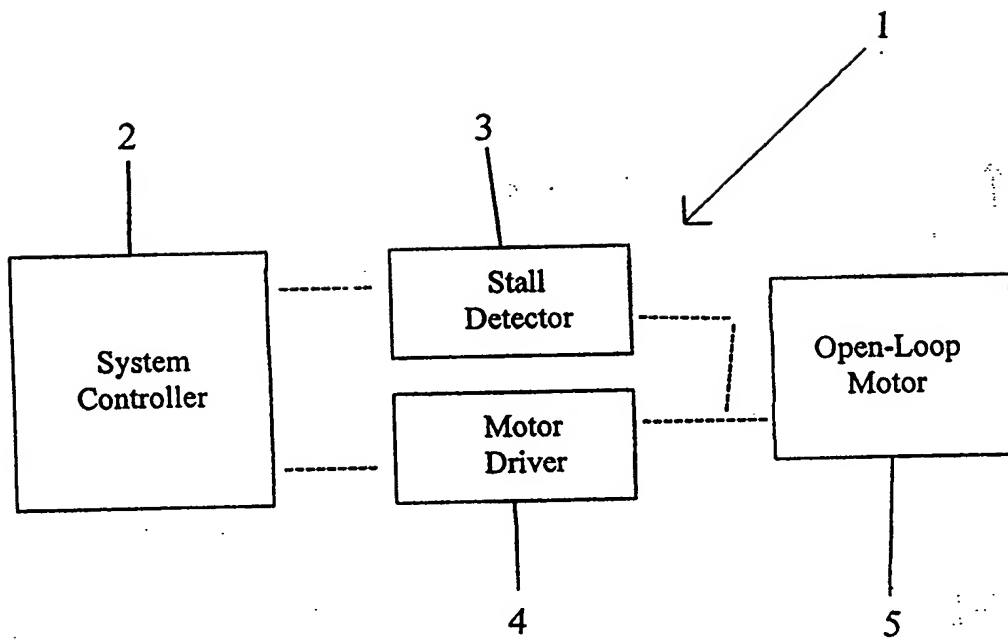 1
2
3
System
Controller
Stall
Detector
Motor
Driver
Open-Loop
Motor
4
5